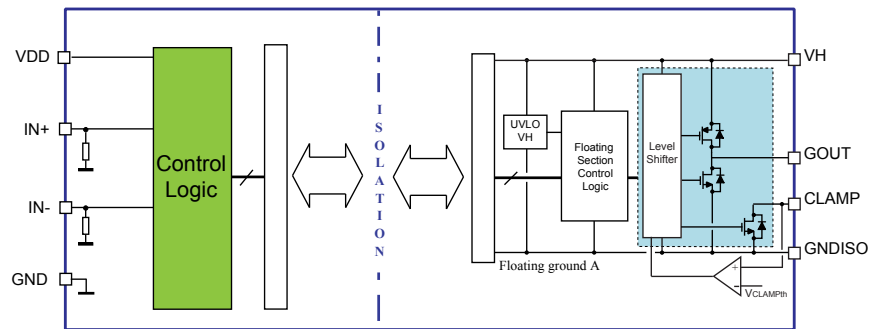 VDD
IN+
IN-
GND
Control
Logic
ISOLATION
UVLO
VH
Floating
Section
Control
Logic
Level
Shifter
Floating ground A
+
-
VCLAMPth
VH
GOUT
CLAMP
GNDISO